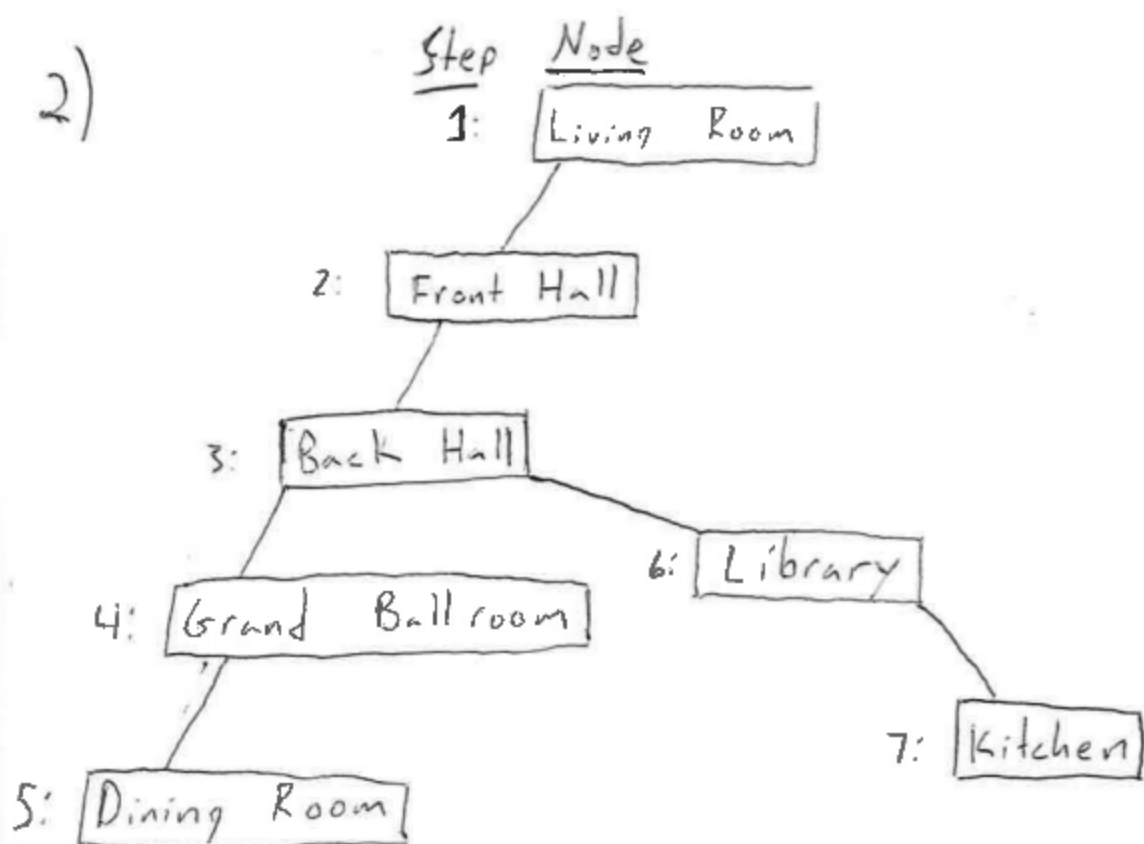 2)
Step Node
1: Living Room
2: Front Hall
3: Back Hall
6: Library
4: Grand Ballroom
7: Kitchen
5: Dining Room